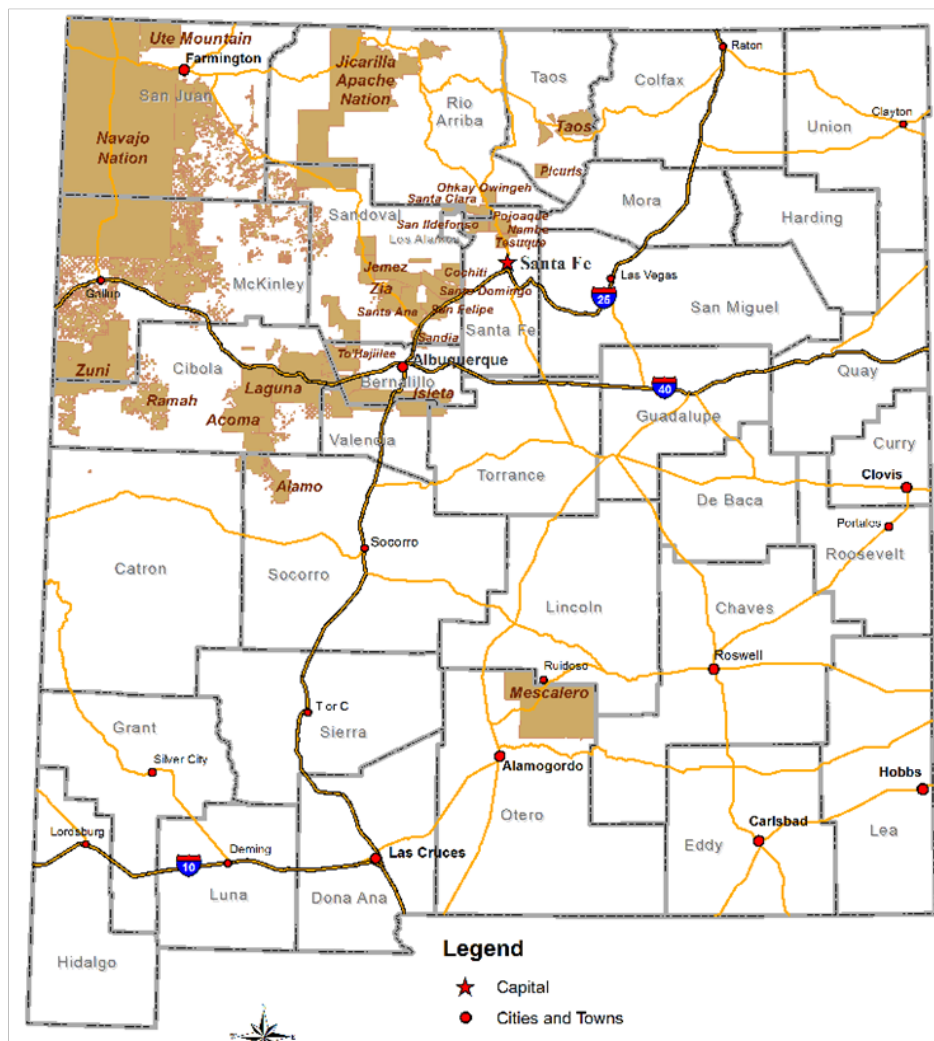 Ute Mountain
Farmington
San Juan
Navajo
Nation
Jicarilla
Apache
Nation
Rio
Arriba
Taos
Taos
Picuris
Colfax
Raton
Union
Clayton
Ohkay Owingeh
Santa Clara
San Ildefonso
Los Alamos
Pojoaque
Nambe
Tesuque
Mora
Harding
Sandoval
McKinley
Gallup
Jemez
Zia
Santa Ana
Cochiti
Santo Domingo
San Felipe
Sandia
Santa Fe
Santa Fe
Las Vegas
25
San Miguel
To'Hajiilee
Albuquerque
Bernalillo
Isleta
Zuni
Cibola
Ramah
Laguna
Acoma
Alamo
Valencia
Torrance
40
Guadalupe
Quay
Curry
Clovis
De Baca
Portales
Roosevelt
Catron
Socorro
Socorro
Lincoln
Chaves
Roswell
Ruidoso
Mescalero
T or C
Sierra
Grant
Silver City
Alamogordo
Otero
Hobbs
Carlsbad
Eddy
Lea
Lordsburg
10
Deming
Luna
Las Cruces
Dona Ana
Hidalgo
Legend
Capital
Cities and Towns